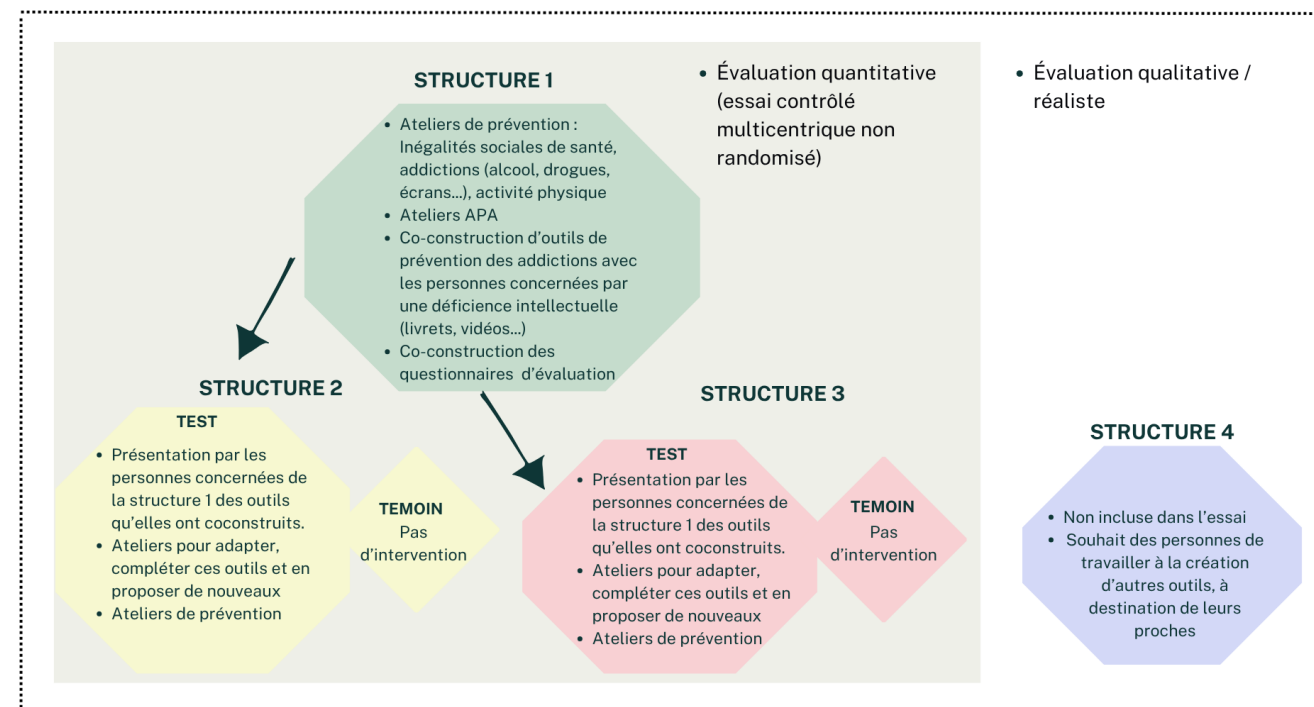 STRUCTURE 1
• Ateliers de prévention :
Inégalités sociales de santé,
addictions (alcool, drogues,
écrans...), activité physique
• Ateliers APA
• Co-construction d'outils de
prévention des addictions avec
les personnes concernées par
une déficience intellectuelle
(livrets, vidéos...)
• Co-construction des
questionnaires d'évaluation
• Évaluation quantitative
(essai contrôlé
multicentrique non
randomisé)
• Évaluation qualitative /
réaliste
STRUCTURE 2
TEST
• Présentation par les
personnes concernées de
la structure 1 des outils
qu'elles ont coconstruits.
• Ateliers pour adapter,
compléter ces outils et en
proposer de nouveaux
• Ateliers de prévention
TEMOIN
Pas
d'intervention
STRUCTURE 3
TEST
• Présentation par les
personnes concernées de
la structure 1 des outils
qu'elles ont coconstruits.
• Ateliers pour adapter,
compléter ces outils et en
proposer de nouveaux
• Ateliers de prévention
TEMOIN
Pas
d'intervention
STRUCTURE 4
• Non incluse dans l'essai
• Souhait des personnes de
travailler à la création
d'autres outils, à
destination de leurs
proches